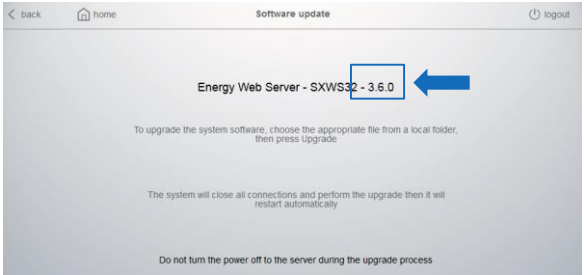 back home Software update logout
Energy Web Server - SXWS32 - 3.6.0
To upgrade the system software, choose the appropriate file from a local folder,
then press Upgrade
The system will close all connections and perform the upgrade then it will
restart automatically
Do not turn the power off to the server during the upgrade process